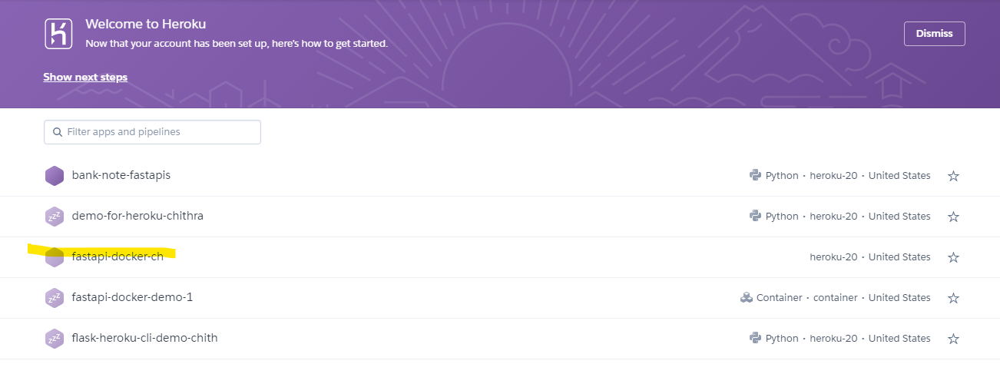 Welcome to Heroku
Now that your account has been set up, here's how to get started.
Dismiss
Show next steps
Filter apps and pipelines
bank-note-fastapis Python · heroku-20 · United States
zzz demo-for-heroku-chithra Python · heroku-20 · United States
fastapi-docker-ch heroku-20 · United States
zzz fastapi-docker-demo-1 Container · container · United States
zzz flask-heroku-cli-demo-chith Python · heroku-20 · United States